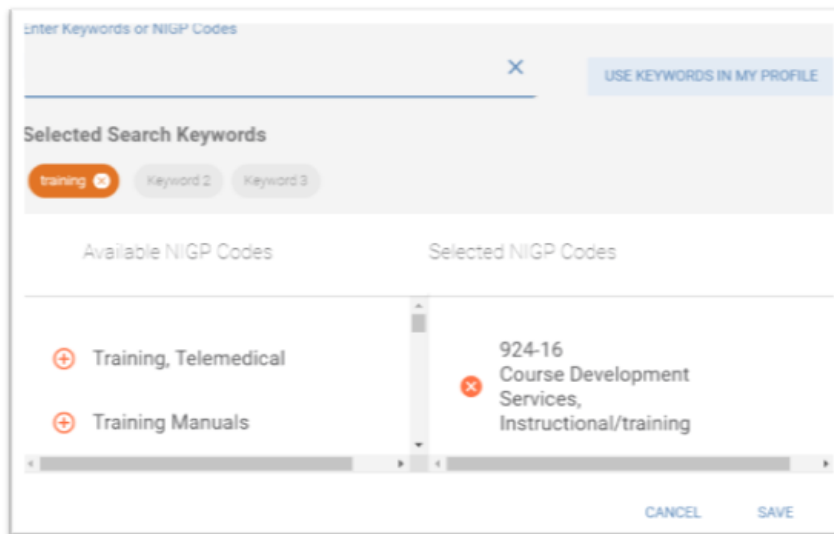 Enter Keywords or NIGP Codes
USE KEYWORDS IN MY PROFILE
Selected Search Keywords
training Keyword 2 Keyword 3
Available NIGP Codes
Selected NIGP Codes
Training, Telemedical
Training Manuals
924-16
Course Development
Services,
Instructional/training
CANCEL SAVE